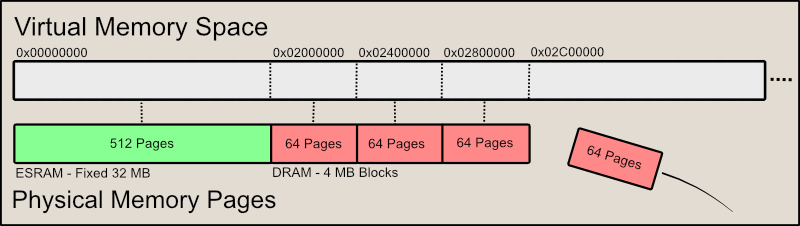 Virtual Memory Space
0x00000000 0x02000000 0x02400000 0x02800000 0x02C00000
....
512 Pages 64 Pages 64 Pages 64 Pages 64 Pages
ESRAM - Fixed 32 MB DRAM - 4 MB Blocks
Physical Memory Pages